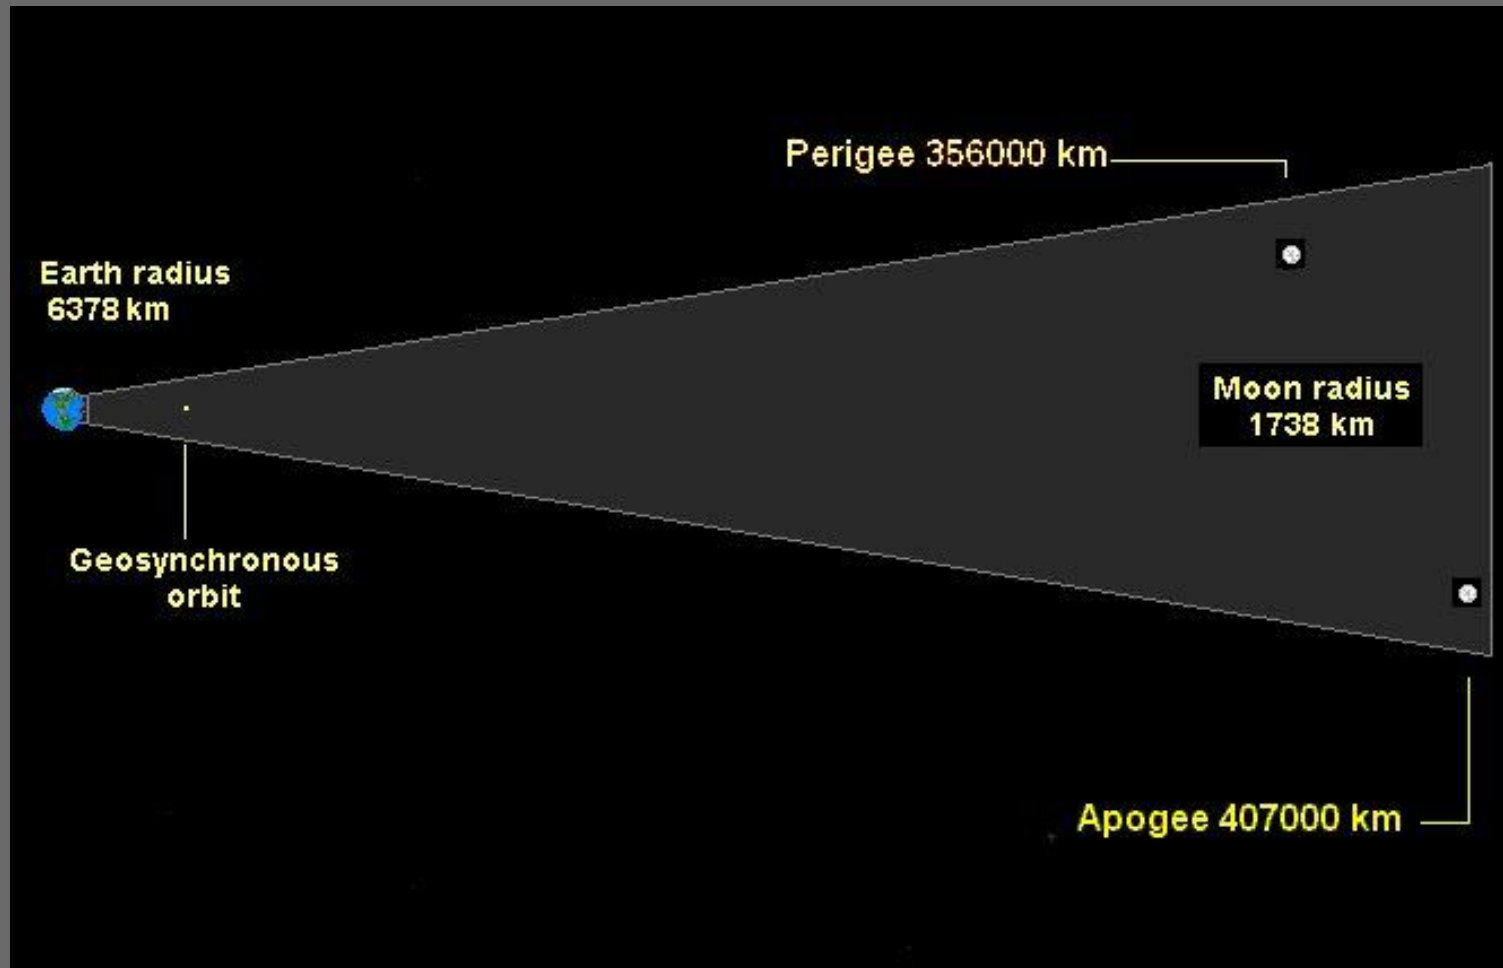 Perigee 356000 km
Earth radius
6378 km
Moon radius
1738 km
Geosynchronous
orbit
Apogee 407000 km